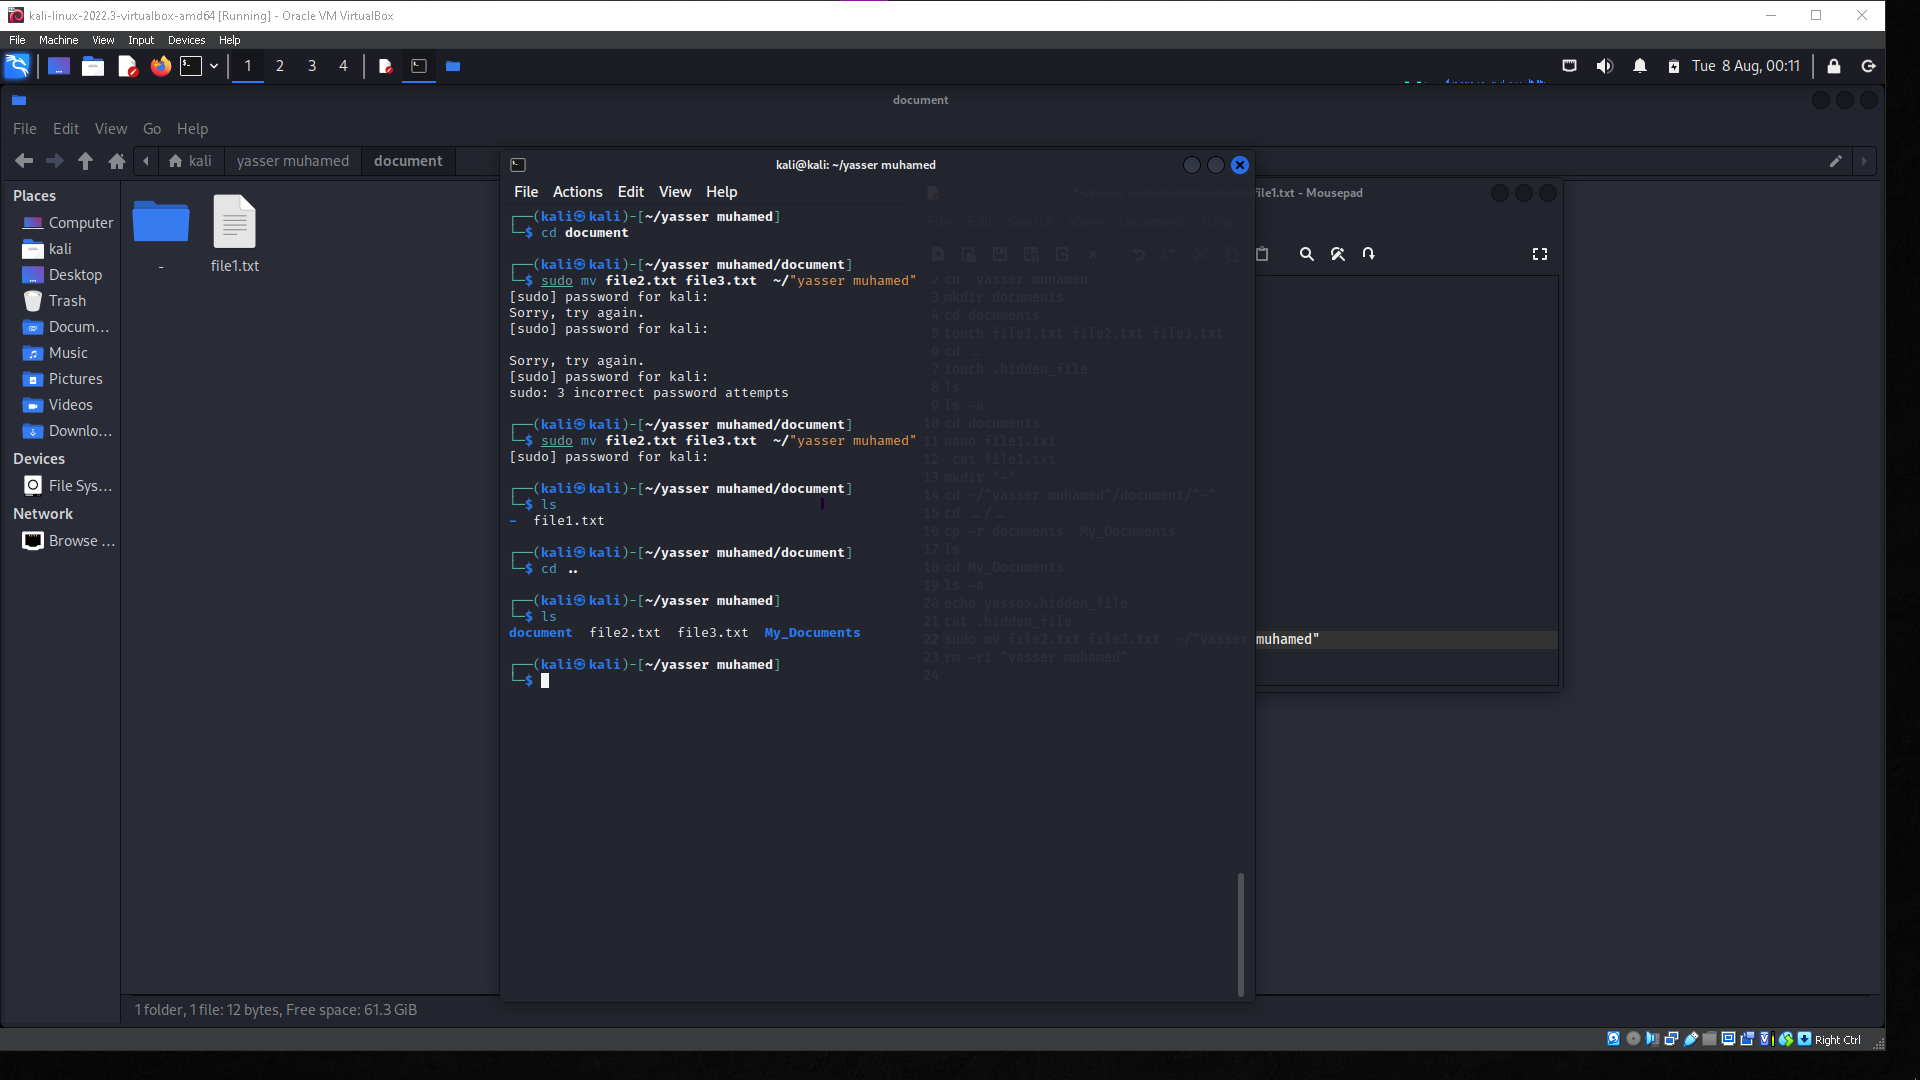 kali-linux-2022.3-virtualbox-amd64 [Running] - Oracle VM VirtualBox
File Machine View Input Devices Help
1 2 3 4
Tue 8 Aug, 00:11
document
File Edit View Go Help
kali yasser muhamed document
Places
Computer
kali
Desktop
Trash
Docum...
Music
Pictures
Videos
Downlo...
Devices
File Sys...
Network
Browse ...
-
file1.txt
1 folder, 1 file: 12 bytes, Free space: 61.3 GiB
kali@kali: ~/yasser muhamed
File Actions Edit View Help
┌──(kali㉿kali)-[~/yasser muhamed]
└─$ cd document
┌──(kali㉿kali)-[~/yasser muhamed/document]
└─$ sudo mv file2.txt file3.txt  ~/"yasser muhamed"
[sudo] password for kali:
Sorry, try again.
[sudo] password for kali:
Sorry, try again.
[sudo] password for kali:
sudo: 3 incorrect password attempts
┌──(kali㉿kali)-[~/yasser muhamed/document]
└─$ sudo mv file2.txt file3.txt  ~/"yasser muhamed"
[sudo] password for kali:
┌──(kali㉿kali)-[~/yasser muhamed/document]
└─$ ls
-  file1.txt
┌──(kali㉿kali)-[~/yasser muhamed/document]
└─$ cd ..
┌──(kali㉿kali)-[~/yasser muhamed]
└─$ ls
document  file2.txt  file3.txt  My_Documents
┌──(kali㉿kali)-[~/yasser muhamed]
└─$
file1.txt - Mousepad
File Edit Search View Document Help
3 mkdir documents
4 cd documents
5 touch file1.txt file2.txt file3.txt
6 cd ..
7 touch .hidden_file
8 ls
9 ls -a
10 cd documents
11 nano file1.txt
12  cat file1.txt
13 mkdir "-"
14 cd ~/"yasser muhamed"/document/"-"
15 cd ../..
16 cp -r documents  My_Documents
17 ls
18 cd My_Documents
19 ls -a
20 echo yasso>.hidden_file
21 cat .hidden_file
22 sudo mv file2.txt file3.txt  ~/"yasser muhamed"
23 rm -ri "yasser muhamed"
24
Right Ctrl